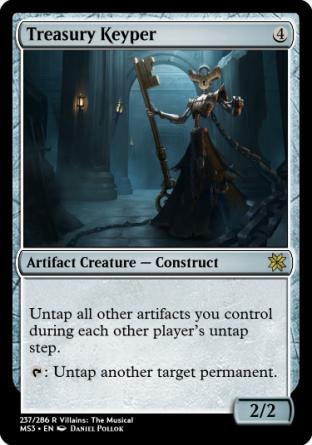 Treasury Keyper 4
Artifact Creature — Construct
Untap all other artifacts you control
during each other player's untap
step.
: Untap another target permanent.
2/2
237/286 R Villains: The Musical
MS3 • EN Daniel Pollok